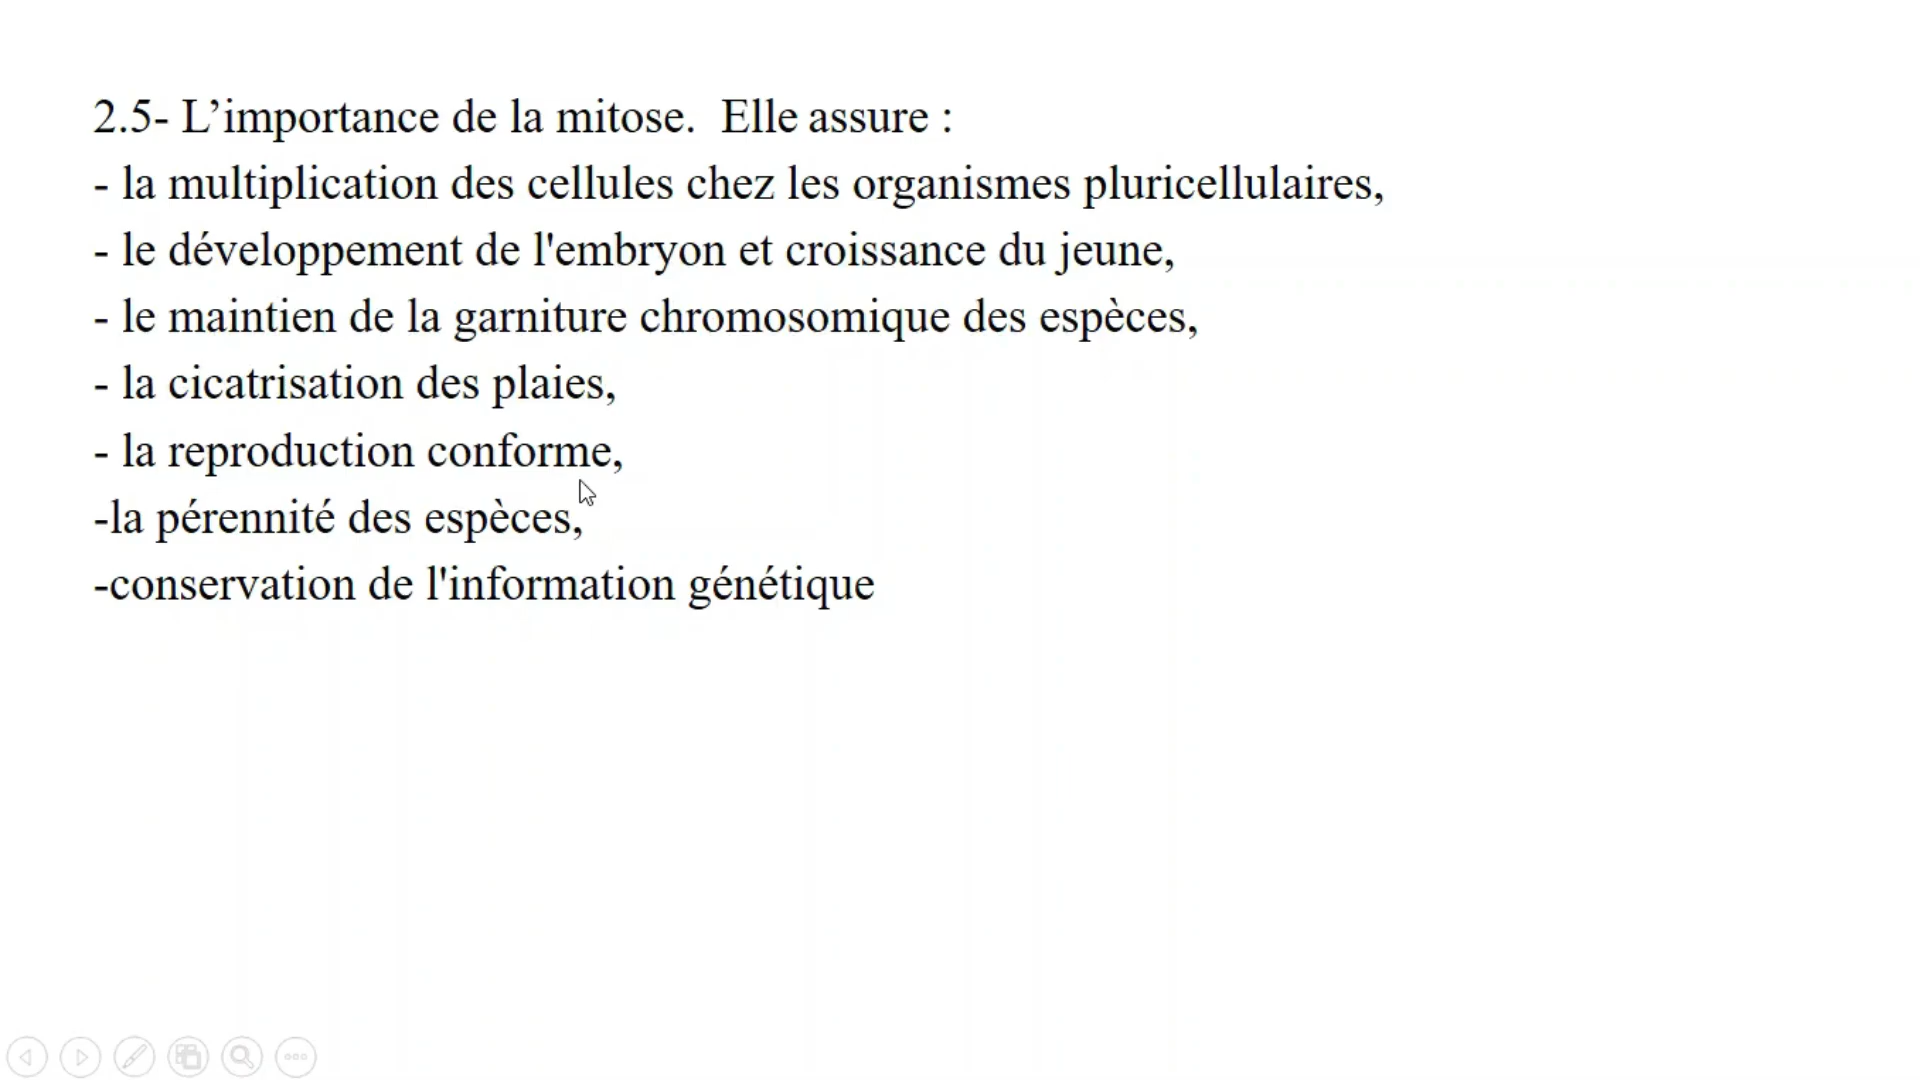 2.5- L’importance de la mitose.  Elle assure :
- la multiplication des cellules chez les organismes pluricellulaires,
- le développement de l'embryon et croissance du jeune,
- le maintien de la garniture chromosomique des espèces,
- la cicatrisation des plaies,
- la reproduction conforme,
-la pérennité des espèces,
-conservation de l'information génétique